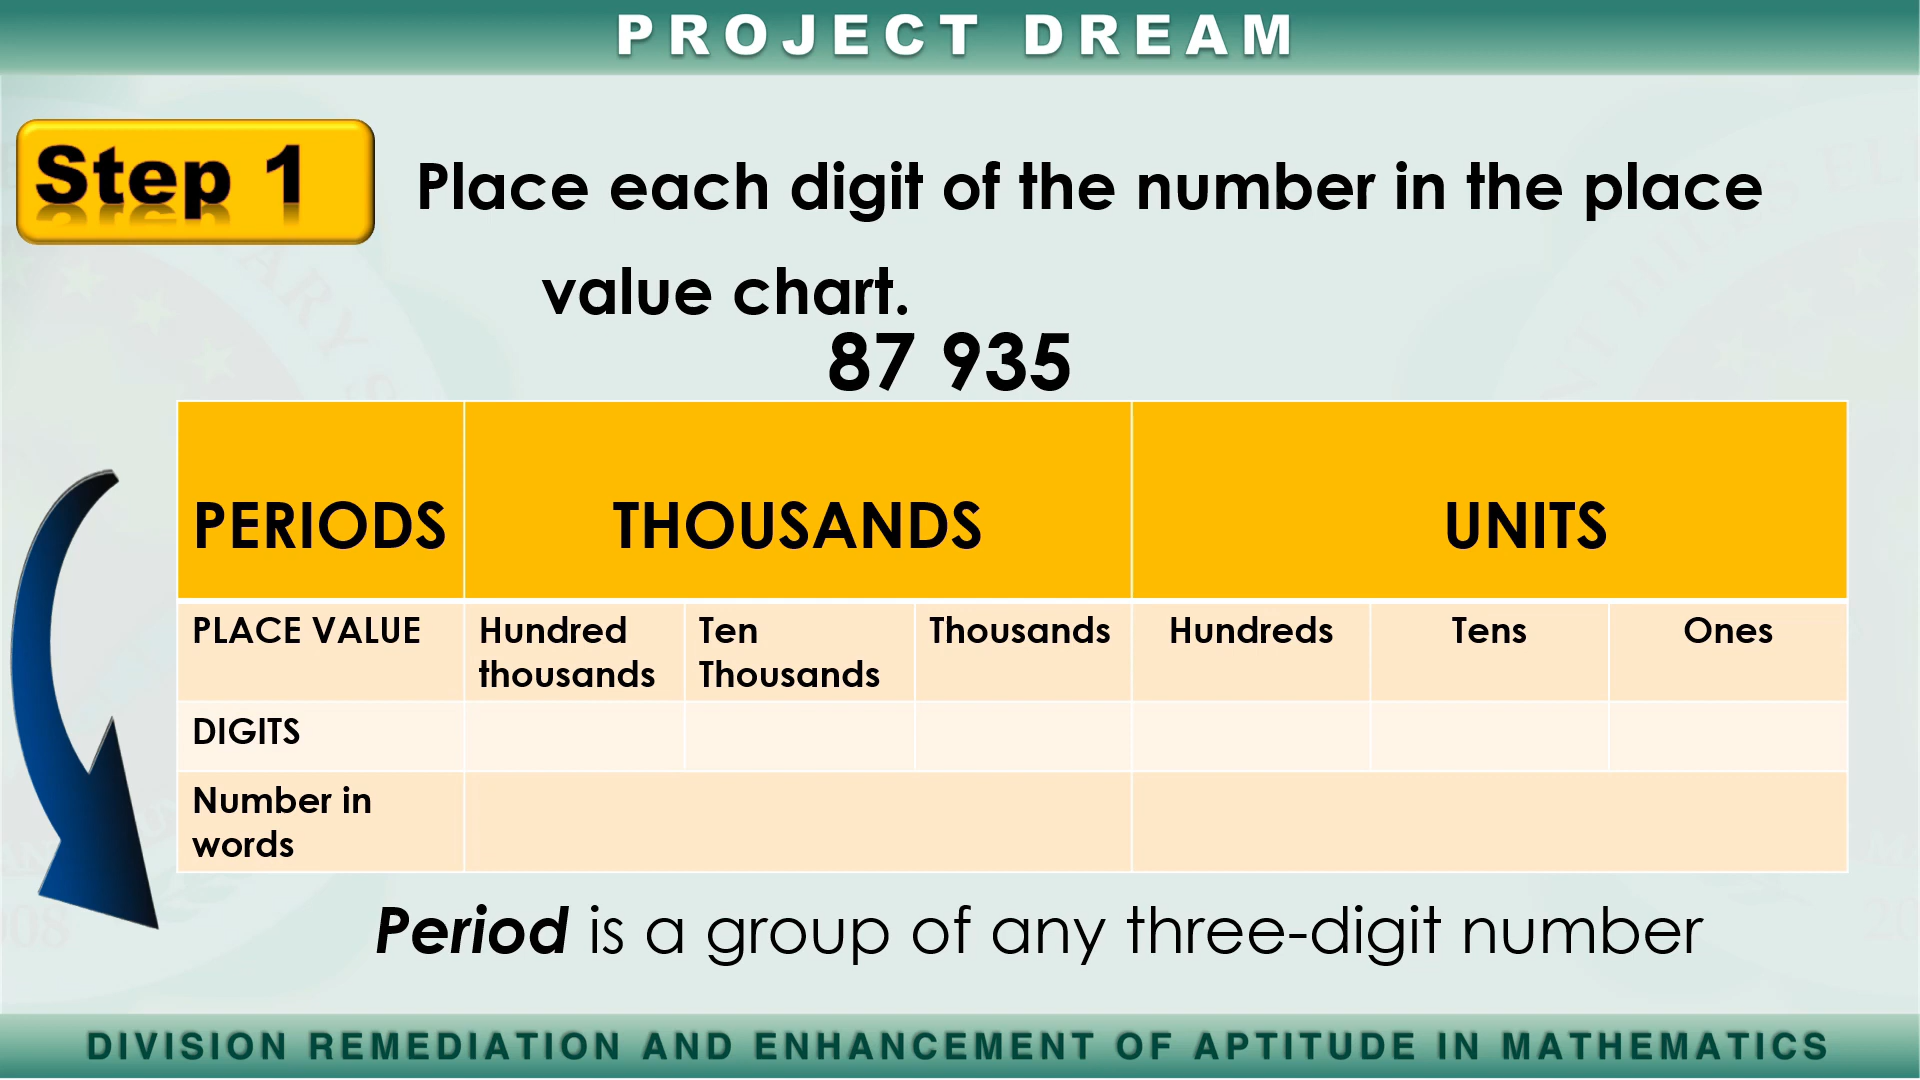 PROJECT DREAM
Step 1
Place each digit of the number in the place
value chart.
87 935
PERIODS THOUSANDS UNITS
PLACE VALUE Hundred thousands Ten Thousands Thousands Hundreds Tens Ones
DIGITS
Number in words
Period is a group of any three-digit number
DIVISION REMEDIATION AND ENHANCEMENT OF APTITUDE IN MATHEMATICS